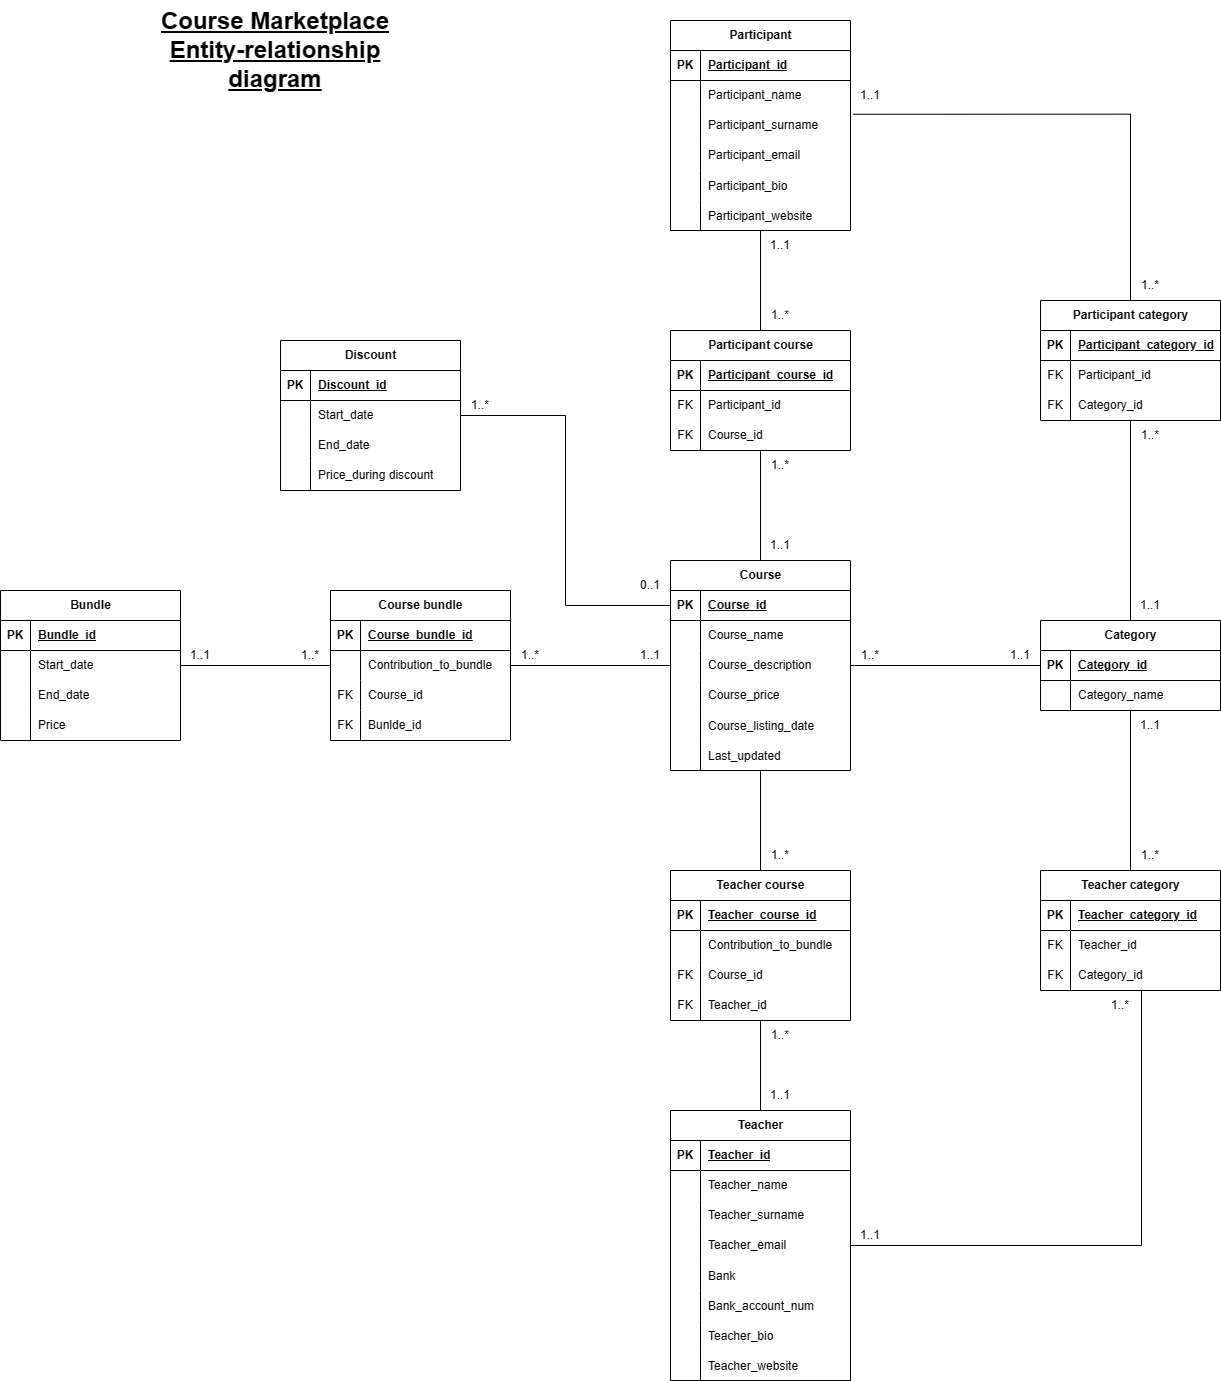 Course Marketplace
Entity-relationship
diagram
Participant
PK Participant_id
Participant_name
Participant_surname
Participant_email
Participant_bio
Participant_website
1..1
1..1
1..*
1..*
Participant category
PK Participant_category_id
FK Participant_id
FK Category_id
1..*
Participant course
PK Participant_course_id
FK Participant_id
FK Course_id
1..*
1..1
Discount
PK Discount_id
Start_date
End_date
Price_during discount
1..*
0..1
Bundle
PK Bundle_id
Start_date
End_date
Price
1..1
1..*
Course bundle
PK Course_bundle_id
Contribution_to_bundle
FK Course_id
FK Bunlde_id
1..*
1..1
Course
PK Course_id
Course_name
Course_description
Course_price
Course_listing_date
Last_updated
1..*
1..1
1..1
Category
PK Category_id
Category_name
1..1
1..*
1..*
Teacher course
PK Teacher_course_id
Contribution_to_bundle
FK Course_id
FK Teacher_id
1..*
1..1
Teacher category
PK Teacher_category_id
FK Teacher_id
FK Category_id
1..*
Teacher
PK Teacher_id
Teacher_name
Teacher_surname
Teacher_email
Bank
Bank_account_num
Teacher_bio
Teacher_website
1..1